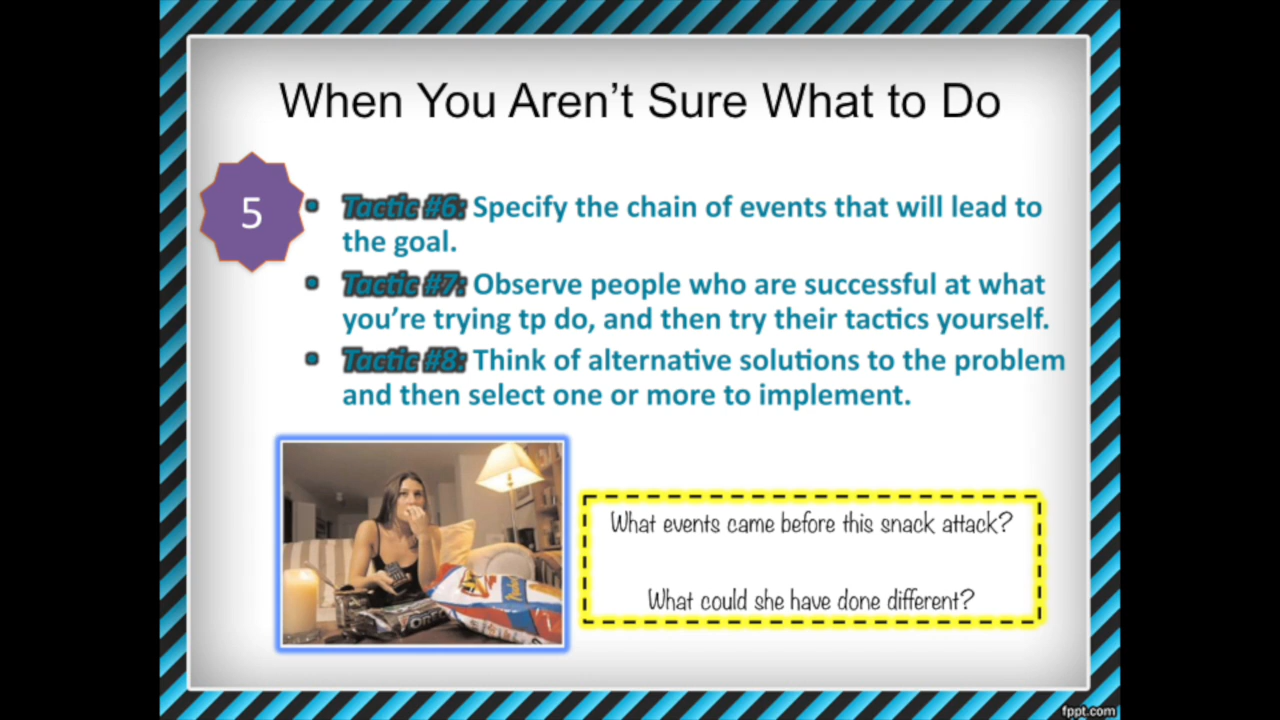 When You Aren't Sure What to Do
5
• Tactic #6: Specify the chain of events that will lead to
the goal.
• Tactic #7: Observe people who are successful at what
you're trying tp do, and then try their tactics yourself.
• Tactic #8: Think of alternative solutions to the problem
and then select one or more to implement.
What events came before this snack attack?
What could she have done different?
fppt.com